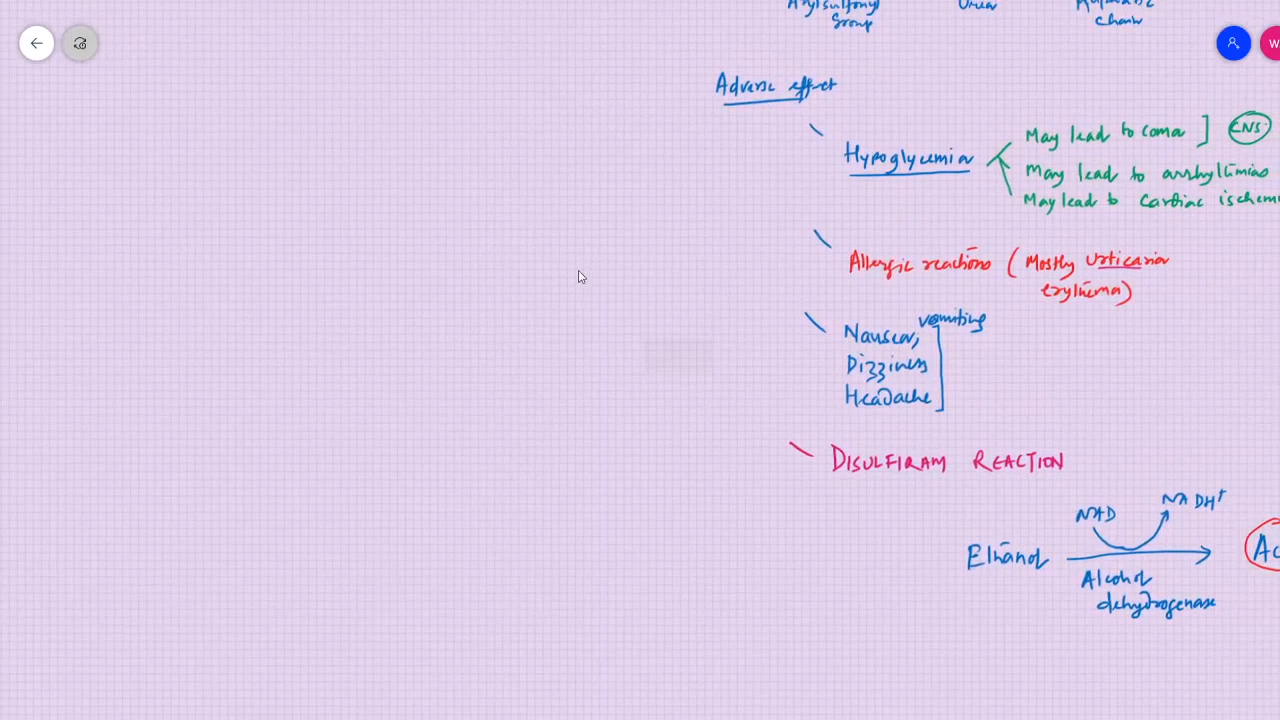 Arylsulfonyl Urea Aliphatic
Group chain
W
Adverse effect
Hypoglycemia May lead to coma ] CNS
May lead to arrhythmias
May lead to cardiac ischem
Allergic reactions (Mostly Urticaria
erythema)
vomiting
Nausea,
Dizziness
Headache
DISULFIRAM REACTION
NAD NADH+
Ethanol Ac
Alcohol
dehydrogenase